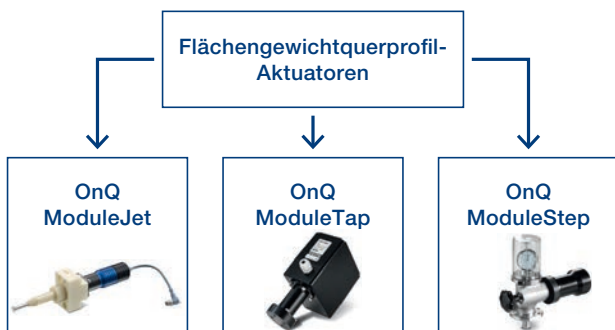 Flächengewichtquerprofil-
Aktuatoren
OnQ
ModuleJet
OnQ
ModuleTap
OnQ
ModuleStep